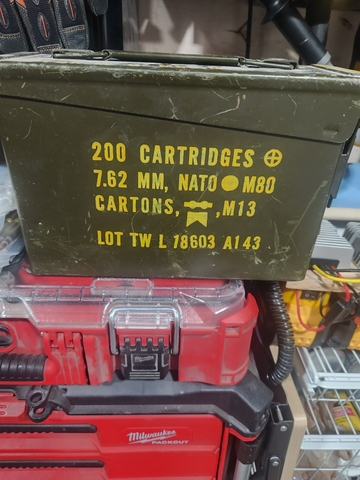 200 CARTRIDGES ⊕
7.62 MM, NATO ● M80
CARTONS, , M13
LOT TW L 18603 A143
Milwaukee
PACKOUT